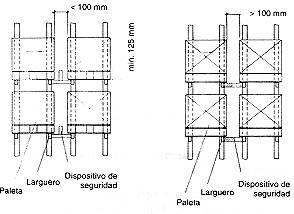 < 100 mm
> 100 mm
min. 125 mm
Paleta
Larguero
Dispositivo de
seguridad
Paleta
Larguero
Dispositivo de
seguridad